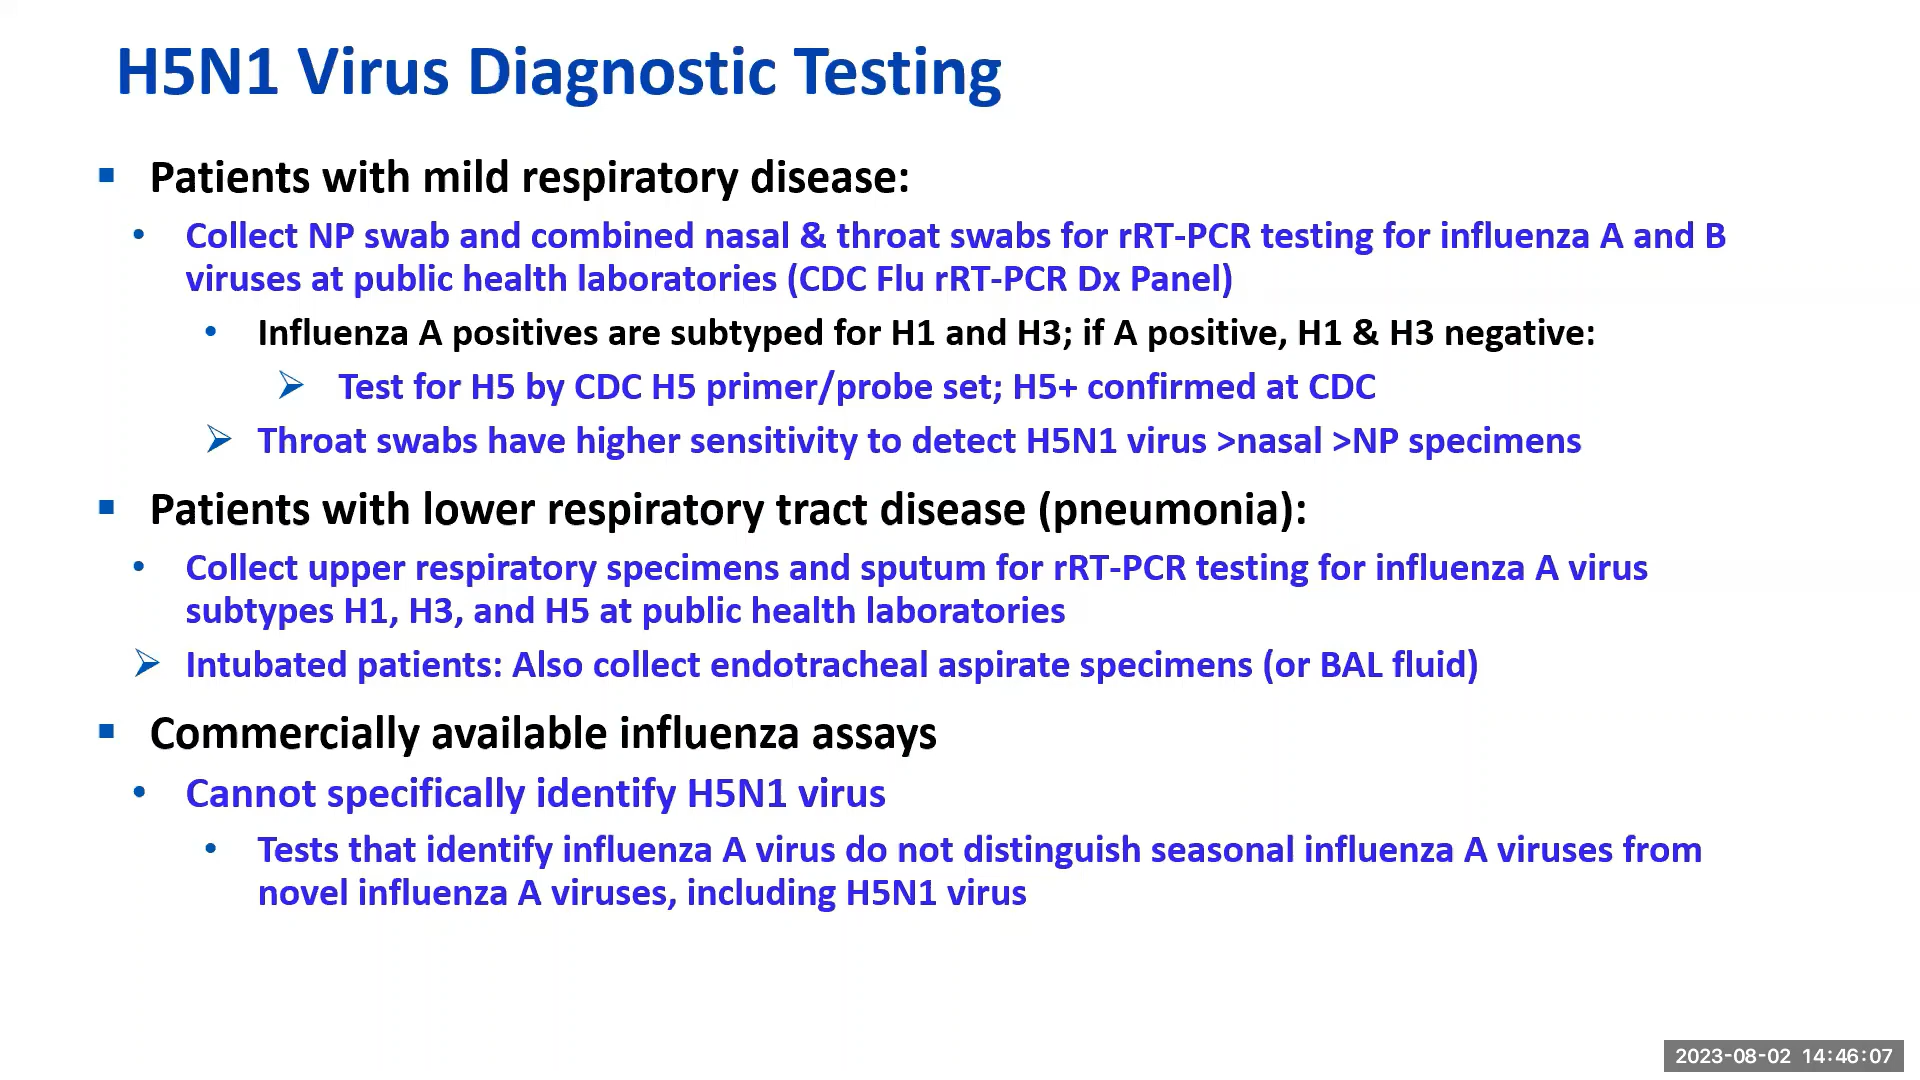 H5N1 Virus Diagnostic Testing
▪ Patients with mild respiratory disease:
• Collect NP swab and combined nasal & throat swabs for rRT-PCR testing for influenza A and B
viruses at public health laboratories (CDC Flu rRT-PCR Dx Panel)
• Influenza A positives are subtyped for H1 and H3; if A positive, H1 & H3 negative:
➢ Test for H5 by CDC H5 primer/probe set; H5+ confirmed at CDC
➢ Throat swabs have higher sensitivity to detect H5N1 virus >nasal >NP specimens
▪ Patients with lower respiratory tract disease (pneumonia):
• Collect upper respiratory specimens and sputum for rRT-PCR testing for influenza A virus
subtypes H1, H3, and H5 at public health laboratories
➢ Intubated patients: Also collect endotracheal aspirate specimens (or BAL fluid)
▪ Commercially available influenza assays
• Cannot specifically identify H5N1 virus
• Tests that identify influenza A virus do not distinguish seasonal influenza A viruses from
novel influenza A viruses, including H5N1 virus
2023-08-02 14:46:07